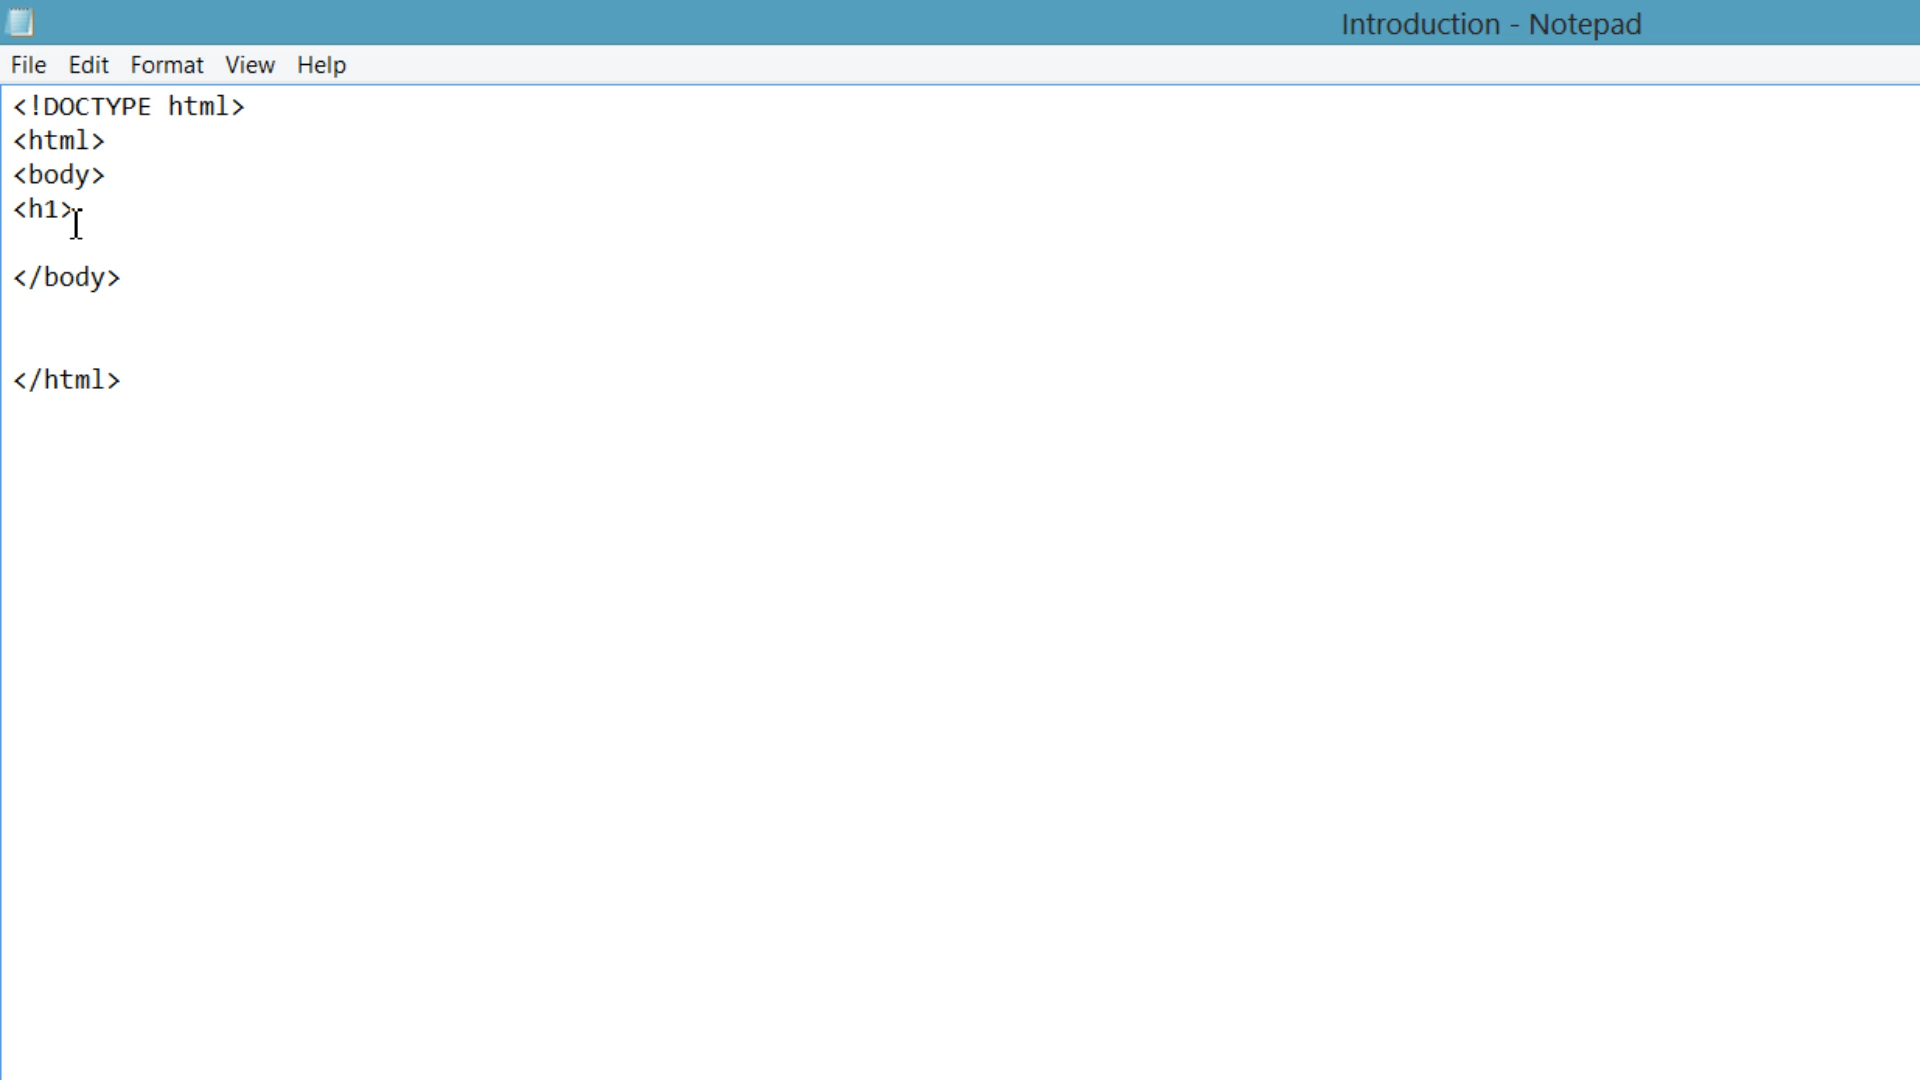 Introduction - Notepad
File Edit Format View Help
<!DOCTYPE html>
<html>
<body>
<h1>
</body>
</html>